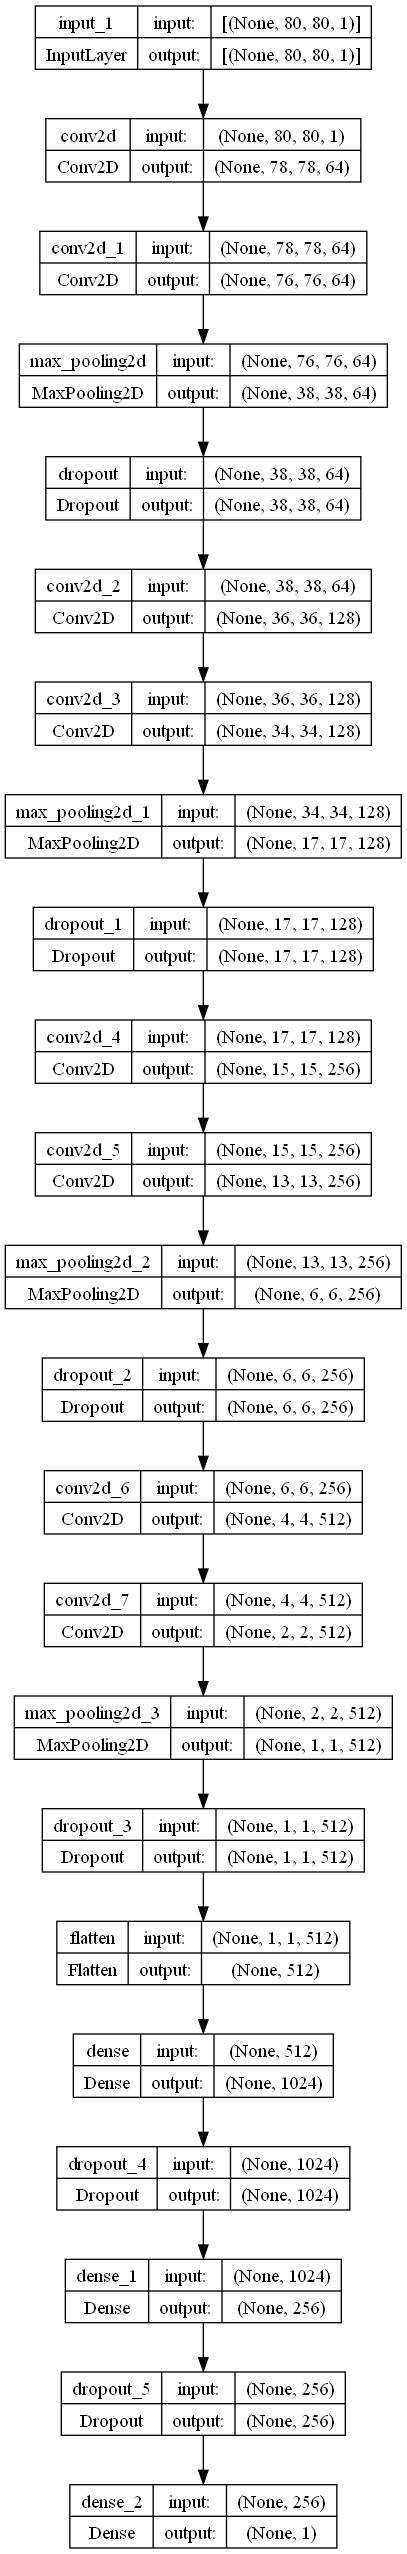 input_1 input: [(None, 80, 80, 1)]
InputLayer output: [(None, 80, 80, 1)]
conv2d input: (None, 80, 80, 1)
Conv2D output: (None, 78, 78, 64)
conv2d_1 input: (None, 78, 78, 64)
Conv2D output: (None, 76, 76, 64)
max_pooling2d input: (None, 76, 76, 64)
MaxPooling2D output: (None, 38, 38, 64)
dropout input: (None, 38, 38, 64)
Dropout output: (None, 38, 38, 64)
conv2d_2 input: (None, 38, 38, 64)
Conv2D output: (None, 36, 36, 128)
conv2d_3 input: (None, 36, 36, 128)
Conv2D output: (None, 34, 34, 128)
max_pooling2d_1 input: (None, 34, 34, 128)
MaxPooling2D output: (None, 17, 17, 128)
dropout_1 input: (None, 17, 17, 128)
Dropout output: (None, 17, 17, 128)
conv2d_4 input: (None, 17, 17, 128)
Conv2D output: (None, 15, 15, 256)
conv2d_5 input: (None, 15, 15, 256)
Conv2D output: (None, 13, 13, 256)
max_pooling2d_2 input: (None, 13, 13, 256)
MaxPooling2D output: (None, 6, 6, 256)
dropout_2 input: (None, 6, 6, 256)
Dropout output: (None, 6, 6, 256)
conv2d_6 input: (None, 6, 6, 256)
Conv2D output: (None, 4, 4, 512)
conv2d_7 input: (None, 4, 4, 512)
Conv2D output: (None, 2, 2, 512)
max_pooling2d_3 input: (None, 2, 2, 512)
MaxPooling2D output: (None, 1, 1, 512)
dropout_3 input: (None, 1, 1, 512)
Dropout output: (None, 1, 1, 512)
flatten input: (None, 1, 1, 512)
Flatten output: (None, 512)
dense input: (None, 512)
Dense output: (None, 1024)
dropout_4 input: (None, 1024)
Dropout output: (None, 1024)
dense_1 input: (None, 1024)
Dense output: (None, 256)
dropout_5 input: (None, 256)
Dropout output: (None, 256)
dense_2 input: (None, 256)
Dense output: (None, 1)